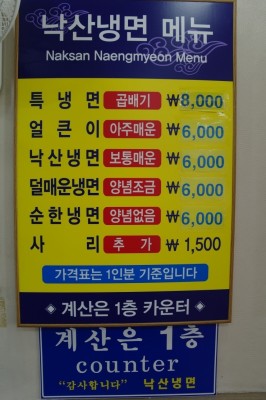 낙산냉면 메뉴
Naksan Naengmyeon Menu
특냉면 곱배기 ₩8,000
얼큰이 아주매운 ₩6,000
낙산냉면 보통매운 ₩6,000
덜매운냉면 양념조금 ₩6,000
순한냉면 양념없음 ₩6,000
사리 추가 ₩1,500
가격표는 1인분 기준입니다
◈ 계산은 1층 카운터 ◈
계산은 1층
counter
"감사합니다" 낙산냉면